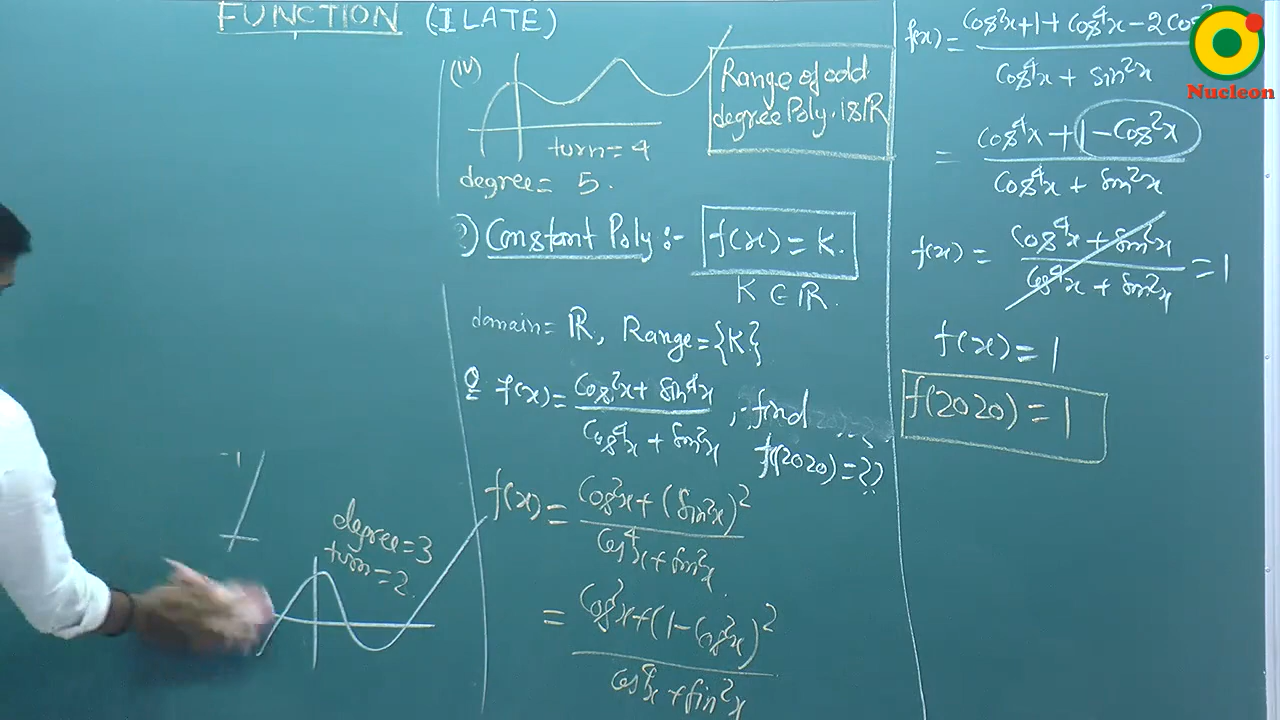 FUNCTION (ILATE)
-1
degree=3
turn=2.
(iv)
turn=4
degree= 5.
Range of odd
degree Poly. is ℝ
Constant Poly :- f(x) = K.
K ∈ ℝ.
domain= ℝ, Range={K}
Q f(x)= Cos²x + Sin⁴x / Cos⁴x + Sin²x , find
f(2020)=??
f(x) = Cos²x + (Sin²x)² / Cos⁴x + Sin²x
= Cos²x+(1-Cos²x)² / Cos⁴x + Sin²x
f(x) = Cos²x+1+Cos⁴x-2Cos² / Cos⁴x + Sin²x
= Cos⁴x + 1-Cos²x / Cos⁴x + Sin²x
f(x) = Cos⁴x + Sin²x / Cos⁴x + Sin²x = 1
f(x) = 1
f(2020) = 1
Nucleon